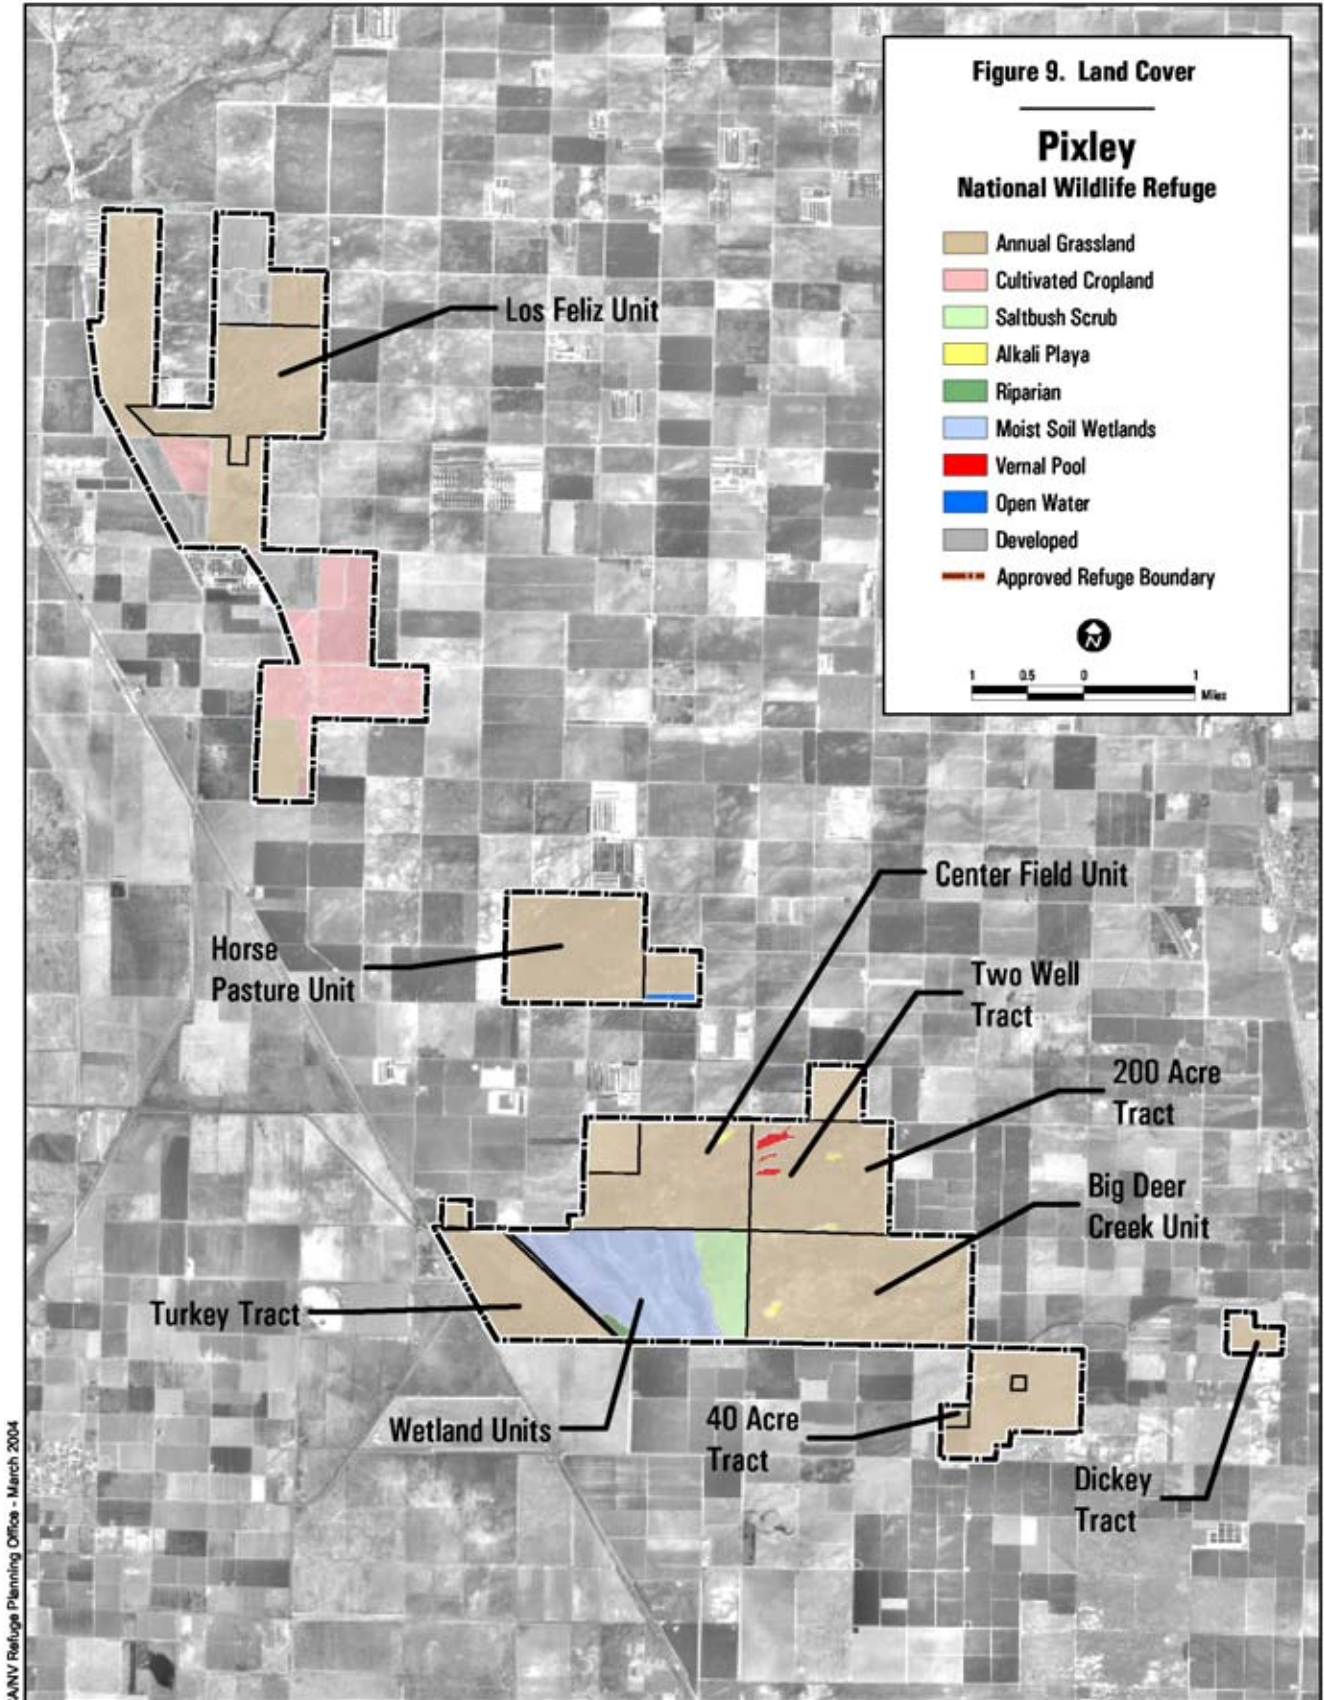 Figure 9. Land Cover
Pixley
National Wildlife Refuge
Annual Grassland
Cultivated Cropland
Saltbush Scrub
Alkali Playa
Riparian
Moist Soil Wetlands
Vernal Pool
Open Water
Developed
Approved Refuge Boundary
N
1 0.5 0 1
Miles
Los Feliz Unit
Center Field Unit
Horse
Pasture Unit
Two Well
Tract
200 Acre
Tract
Big Deer
Creek Unit
Turkey Tract
Wetland Units
40 Acre
Tract
Dickey
Tract
A/NV Refuge Planning Office - March 2004